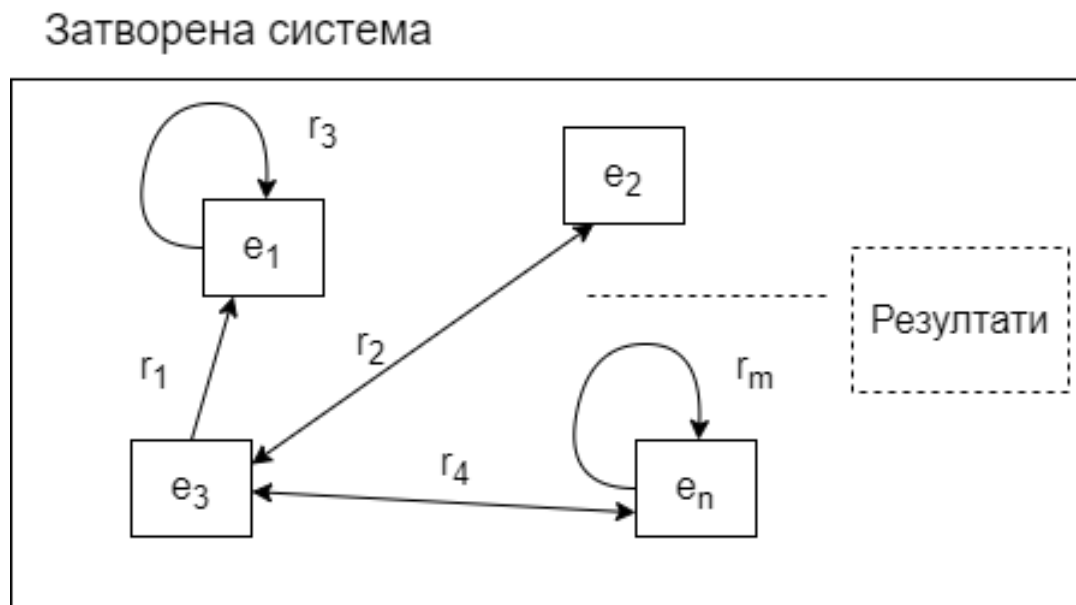 Затворена система
r₃
e₂
e₁
Резултати
r₂
r₁
rₘ
r₄
e₃
eₙ